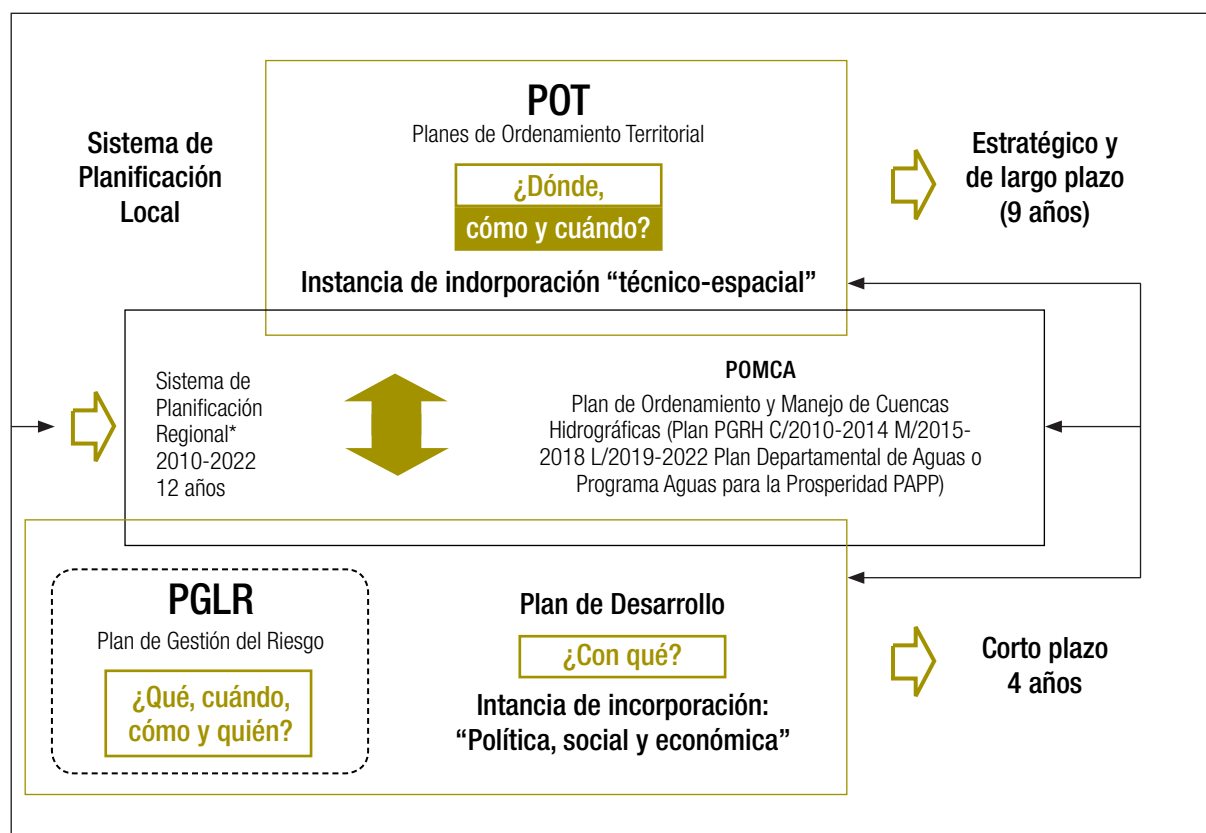 Sistema de
Planificación
Local
POT
Planes de Ordenamiento Territorial
¿Dónde,
cómo y cuándo?
Instancia de indorporación “técnico-espacial”
Estratégico y
de largo plazo
(9 años)
Sistema de
Planificación
Regional*
2010-2022
12 años
POMCA
Plan de Ordenamiento y Manejo de Cuencas
Hidrográficas (Plan PGRH C/2010-2014 M/2015-
2018 L/2019-2022 Plan Departamental de Aguas o
Programa Aguas para la Prosperidad PAPP)
PGLR
Plan de Gestión del Riesgo
¿Qué, cuándo,
cómo y quién?
Plan de Desarrollo
¿Con qué?
Intancia de incorporación:
“Política, social y económica”
Corto plazo
4 años